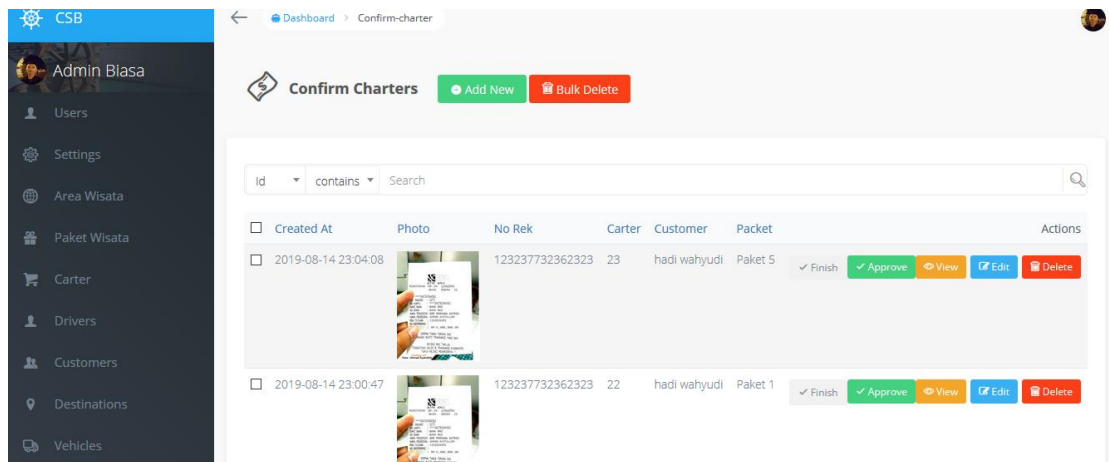 CSB
Dashboard > Confirm-charter
Admin Biasa
Users
Settings
Area Wisata
Paket Wisata
Carter
Drivers
Customers
Destinations
Vehicles
Confirm Charters Add New Bulk Delete
Id contains Search
Created At Photo No Rek Carter Customer Packet Actions
2019-08-14 23:04:08 123237732362323 23 hadi wahyudi Paket 5 Finish Approve View Edit Delete
2019-08-14 23:00:47 123237732362323 22 hadi wahyudi Paket 1 Finish Approve View Edit Delete